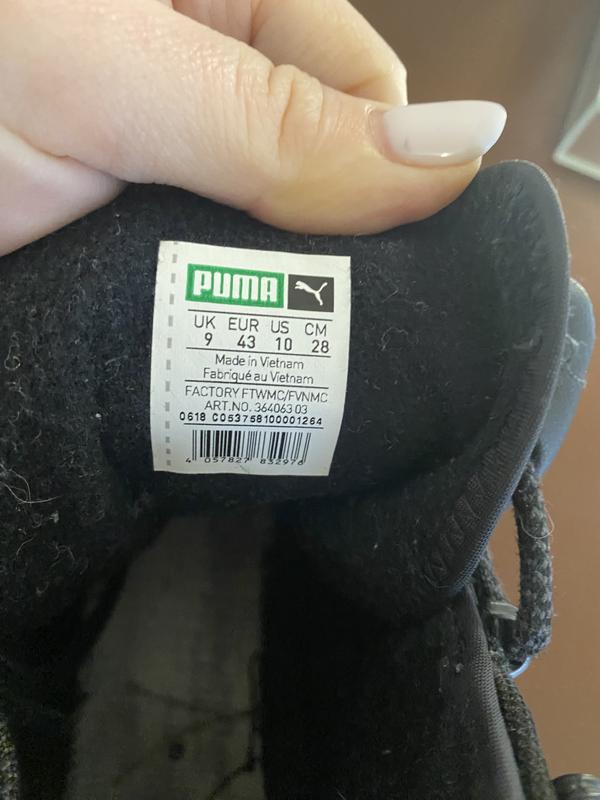 PUMA
UK EUR US CM
9 43 10 28
Made in Vietnam
Fabriqué au Vietnam
FACTORY FTWMC/FVNMC
ART.NO. 364063 03
0618 C053758100001264
4 057827 832976